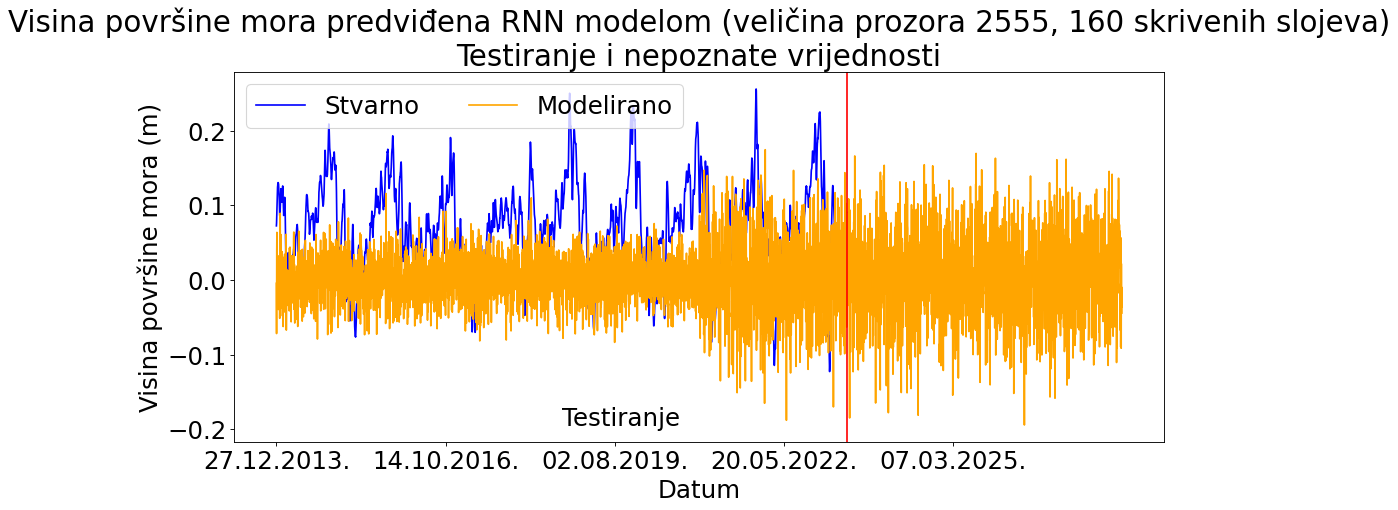 Visina površine mora predviđena RNN modelom (veličina prozora 2555, 160 skrivenih slojeva)
Testiranje i nepoznate vrijednosti
Stvarno
Modelirano
Visina površine mora (m)
0.2
0.1
0.0
−0.1
−0.2
Testiranje
27.12.2013.
14.10.2016.
02.08.2019.
20.05.2022.
07.03.2025.
Datum